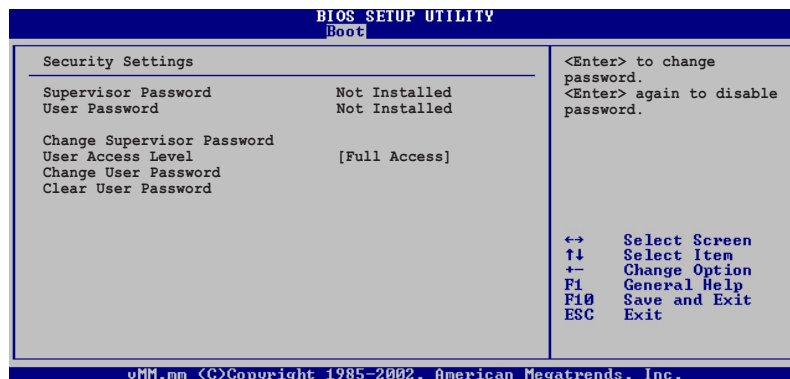 BIOS SETUP UTILITY
Boot
Security Settings
Supervisor Password Not Installed
User Password Not Installed
Change Supervisor Password
User Access Level [Full Access]
Change User Password
Clear User Password
<Enter> to change
password.
<Enter> again to disable
password.
←→ Select Screen
↑↓ Select Item
+- Change Option
F1 General Help
F10 Save and Exit
ESC Exit
vMM.mm (C)Copyright 1985-2002, American Megatrends, Inc.